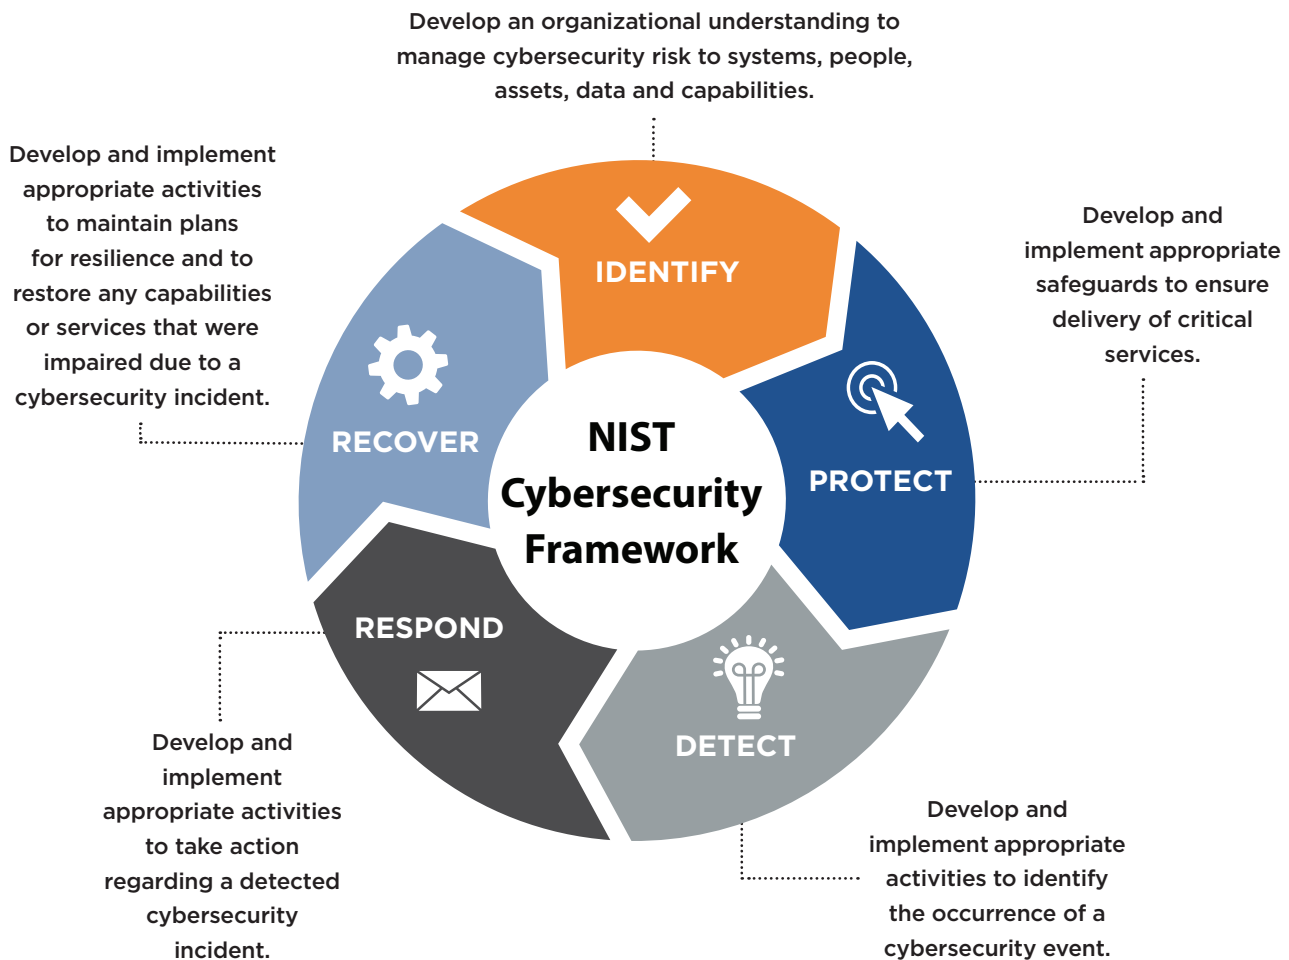 Develop an organizational understanding to
manage cybersecurity risk to systems, people,
assets, data and capabilities.
Develop and implement
appropriate activities
to maintain plans
for resilience and to
restore any capabilities
or services that were
impaired due to a
cybersecurity incident.
Develop and
implement appropriate
safeguards to ensure
delivery of critical
services.
IDENTIFY
RECOVER
PROTECT
NIST
Cybersecurity
Framework
RESPOND
DETECT
Develop and
implement
appropriate activities
to take action
regarding a detected
cybersecurity
incident.
Develop and
implement appropriate
activities to identify
the occurrence of a
cybersecurity event.